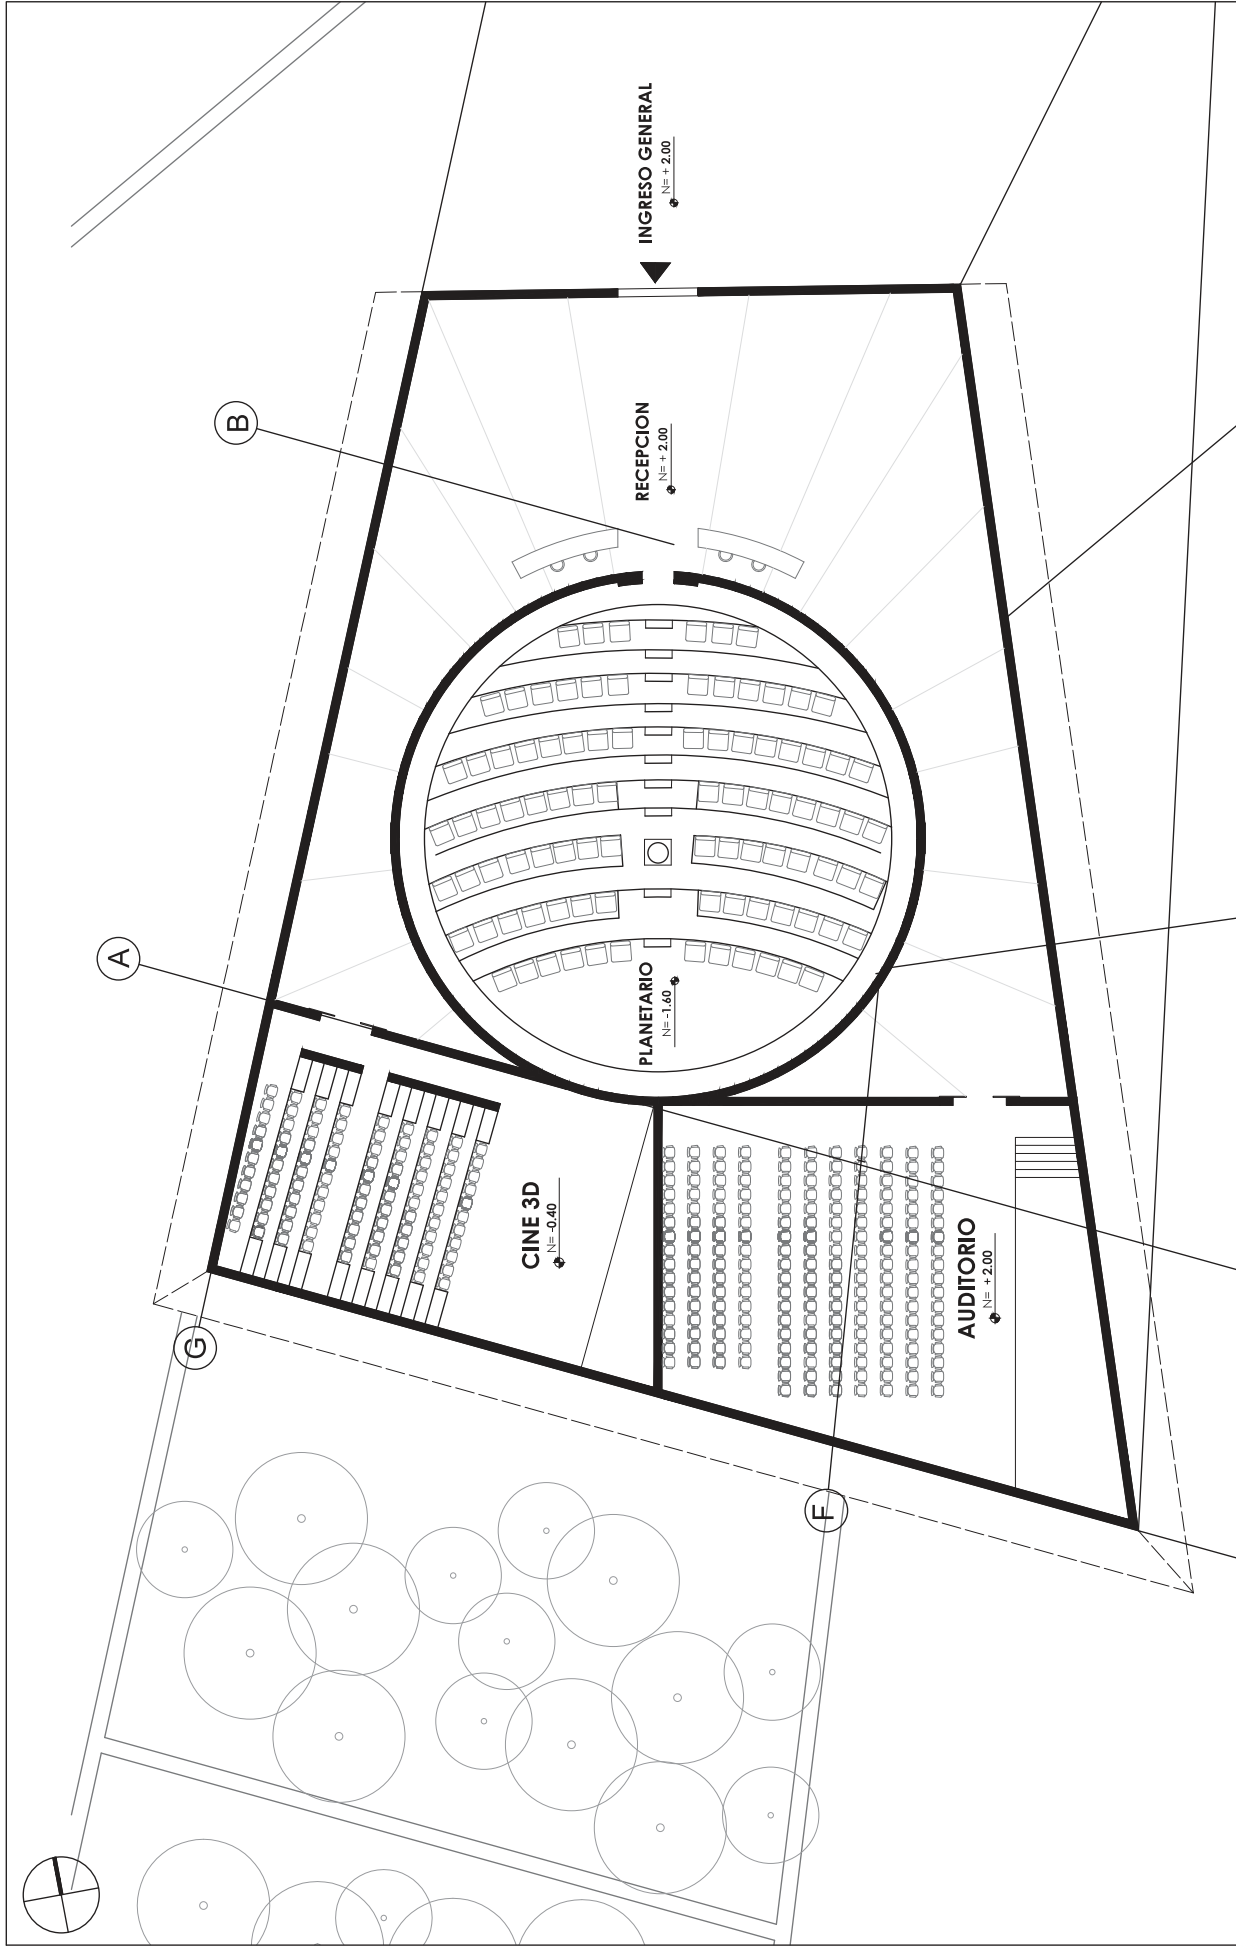 INGRESO GENERAL
N= + 2.00
B
RECEPCION
N= + 2.00
A
PLANETARIO
N= -1.60
CINE 3D
N= -0.40
AUDITORIO
N= + 2.00
G
F